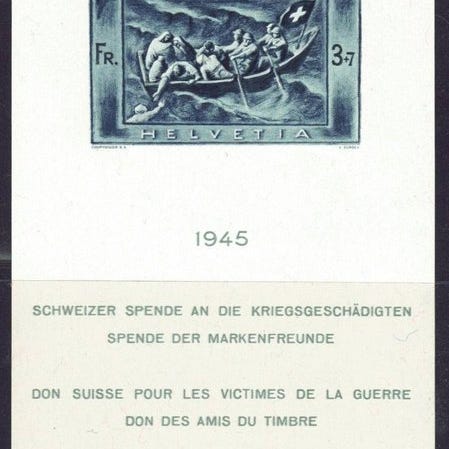 FR. 3+7
HELVETIA
COURVOISIER S.A.
1945
SCHWEIZER SPENDE AN DIE KRIEGSGESCHÄDIGTEN
SPENDE DER MARKENFREUNDE
DON SUISSE POUR LES VICTIMES DE LA GUERRE
DON DES AMIS DU TIMBRE